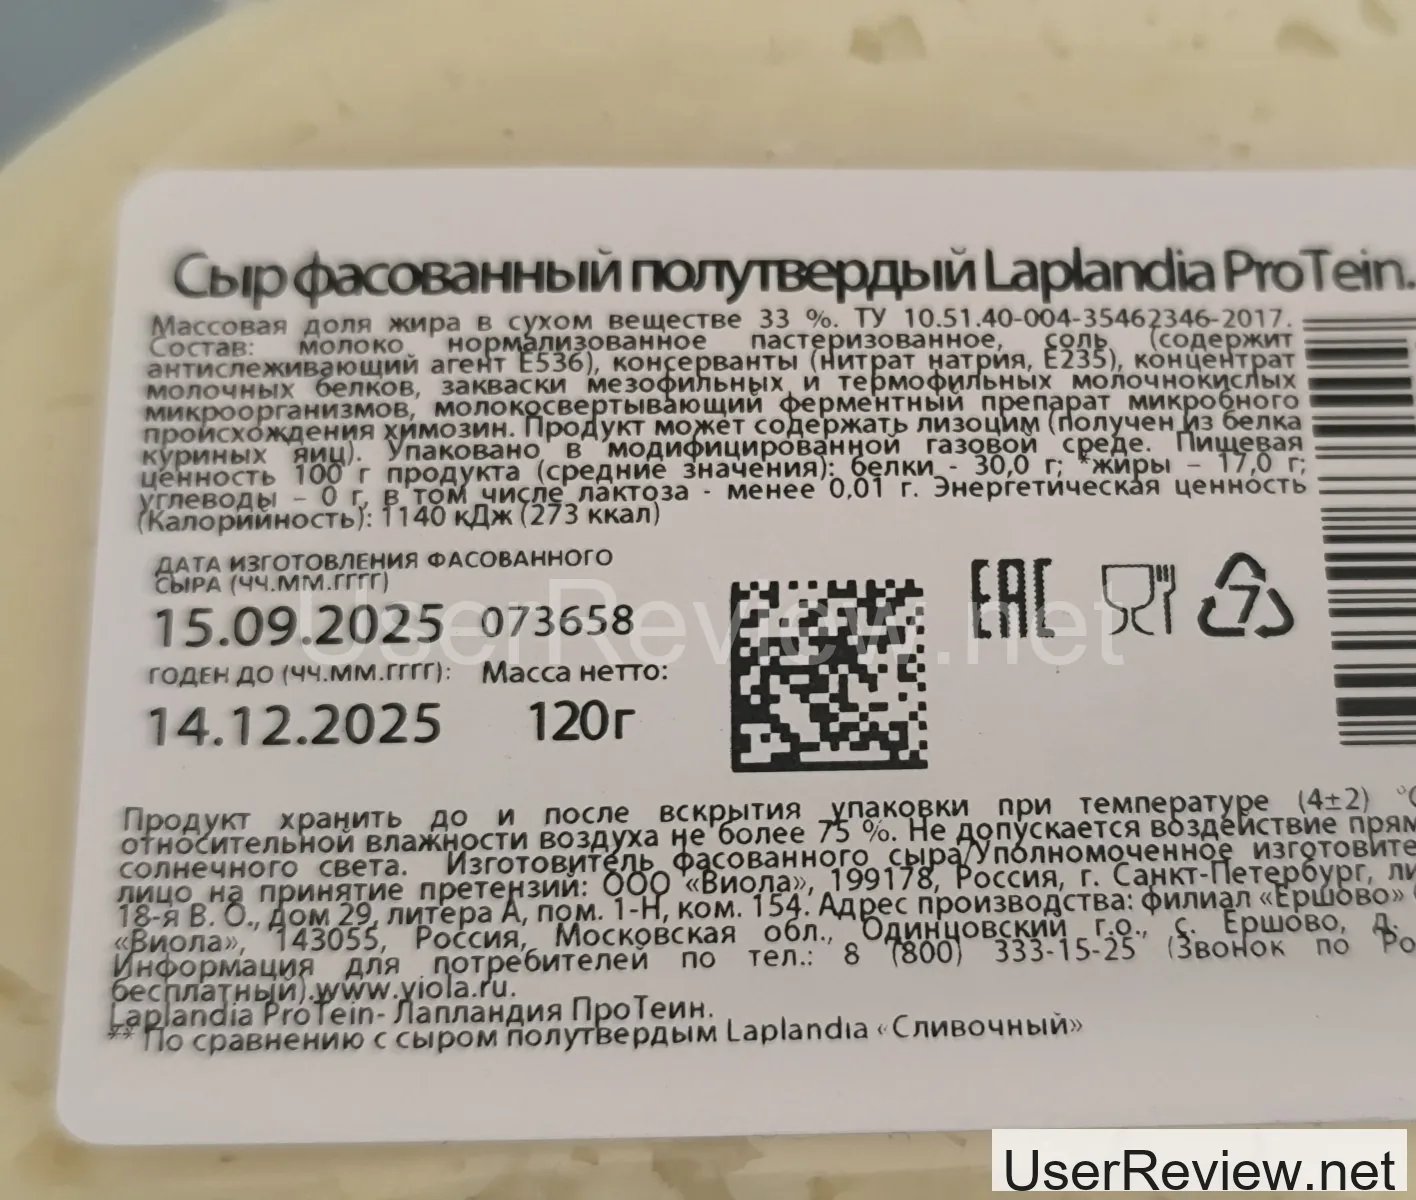 Сыр фасованный полутвердый Laplandia ProTein.
Массовая доля жира в сухом веществе 33 %. ТУ 10.51.40-004-35462346-2017.
Состав: молоко нормализованное пастеризованное, соль (содержит
антислеживающий агент Е536), консерванты (нитрат натрия, Е235), концентрат
молочных белков, закваски мезофильных и термофильных молочнокислых
микроорганизмов, молокосвертывающий ферментный препарат микробного
происхождения химозин. Продукт может содержать лизоцим (получен из белка
куриных яиц). Упаковано в модифицированной газовой среде. Пищевая
ценность 100 г продукта (средние значения): белки - 30,0 г; *жиры – 17,0 г;
углеводы – 0 г, в том числе лактоза - менее 0,01 г. Энергетическая ценность
(Калорийность): 1140 кДж (273 ккал)
ДАТА ИЗГОТОВЛЕНИЯ ФАСОВАННОГО
СЫРА (ЧЧ.ММ.ГГГГ)
15.09.2025 073658
ГОДЕН ДО (ЧЧ.ММ.ГГГГ): Масса нетто:
14.12.2025 120г
EAC
7
Продукт хранить до и после вскрытия упаковки при температуре (4±2) °C
относительной влажности воздуха не более 75 %. Не допускается воздействие прям
солнечного света. Изготовитель фасованного сыра/Уполномоченное изготовите
лицо на принятие претензий: ООО «Виола», 199178, Россия, г. Санкт-Петербург, ли
18-я В. О., дом 29, литера А, пом. 1-Н, ком. 154. Адрес производства: филиал «Ершово»
«Виола», 143055, Россия, Московская обл., Одинцовский г.о., с. Ершово, д.
Информация для потребителей по тел.: 8 (800) 333-15-25 (Звонок по Ро
бесплатный).www.viola.ru.
Laplandia ProTein- Лапландия ПроТеин.
** По сравнению с сыром полутвердым Laplandia «Сливочный»
UserReview.net
UserReview.net